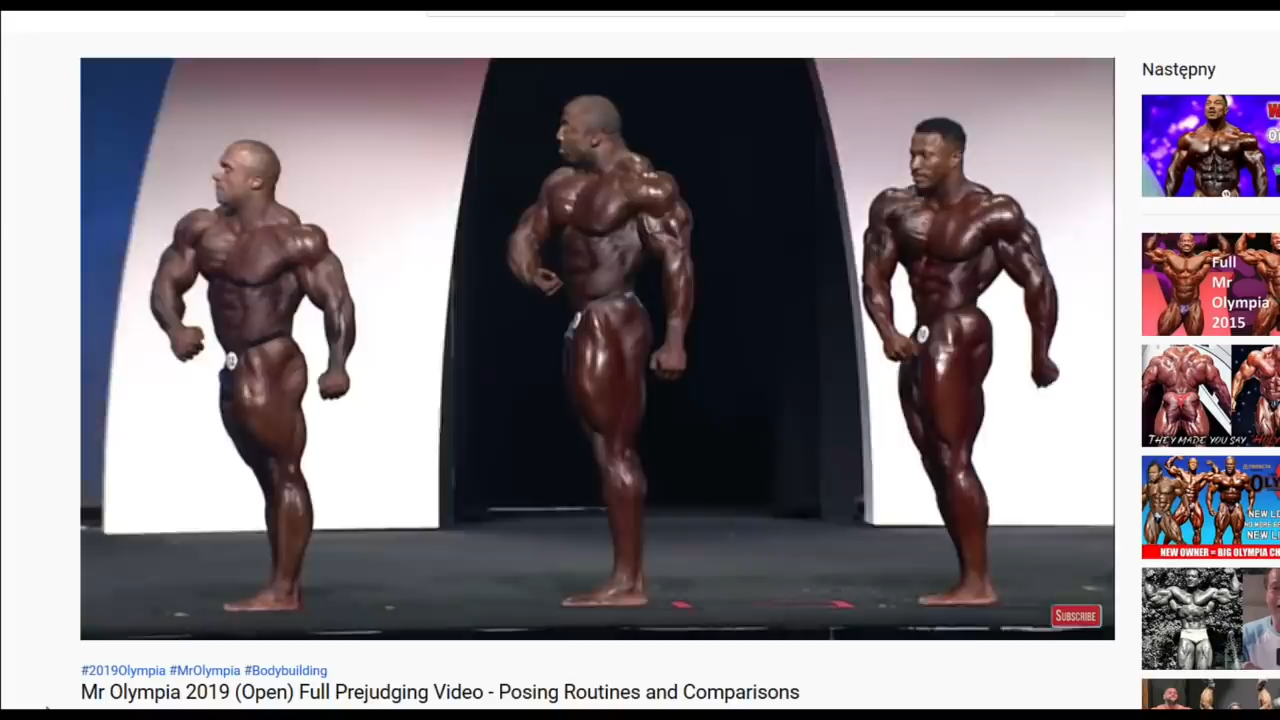 Następny
Full
Mr
Olympia
2015
THEY MADE YOU SAY
NEW OWNER = BIG OLYMPIA
SUBSCRIBE
#2019Olympia #MrOlympia #Bodybuilding
Mr Olympia 2019 (Open) Full Prejudging Video - Posing Routines and Comparisons